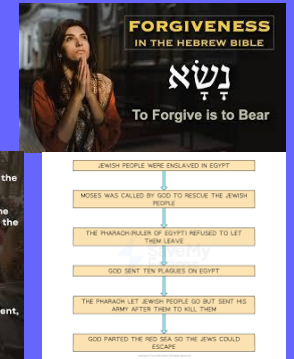 FORGIVENESS
IN THE HEBREW BIBLE
נָשָׂא
To Forgive is to Bear
the
the
ent,
JEWISH PEOPLE WERE ENSLAVED IN EGYPT
MOSES WAS CALLED BY GOD TO RESCUE THE JEWISH
PEOPLE
THE PHARAOH(RULER OF EGYPT) REFUSED TO LET
THEM LEAVE
GOD SENT TEN PLAGUES ON EGYPT
THE PHARAOH LET JEWISH PEOPLE GO BUT SENT HIS
ARMY AFTER THEM TO KILL THEM
GOD PARTED THE RED SEA SO THE JEWS COULD
ESCAPE